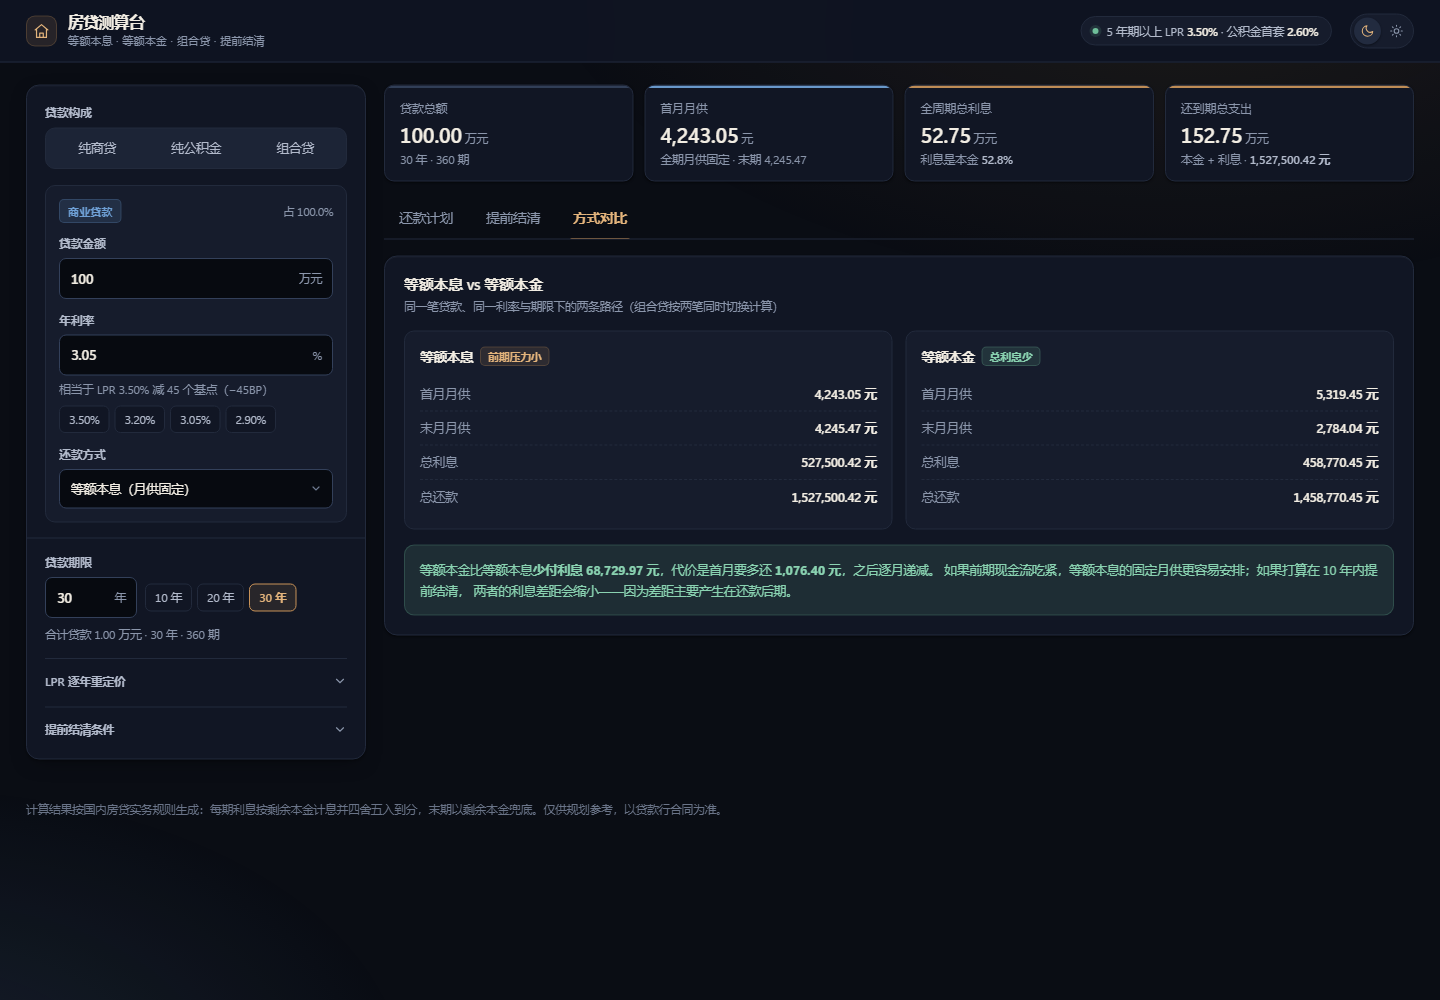 房贷测算台
等额本息 · 等额本金 · 组合贷 · 提前结清
5 年期以上 LPR 3.50% · 公积金首套 2.60%
贷款构成
纯商贷 纯公积金 组合贷
商业贷款 占 100.0%
贷款金额
100 万元
年利率
3.05 %
相当于 LPR 3.50% 减 45 个基点（−45BP）
3.50% 3.20% 3.05% 2.90%
还款方式
等额本息（月供固定）
贷款期限
30 年 10 年 20 年 30 年
合计贷款 1.00 万元 · 30 年 · 360 期
LPR 逐年重定价
提前结清条件
贷款总额
100.00 万元
30 年 · 360 期
首月月供
4,243.05 元
全期月供固定 · 末期 4,245.47
全周期总利息
52.75 万元
利息是本金 52.8%
还到期总支出
152.75 万元
本金 + 利息 · 1,527,500.42 元
还款计划 提前结清 方式对比
等额本息 vs 等额本金
同一笔贷款、同一利率与期限下的两条路径（组合贷按两笔同时切换计算）
等额本息 前期压力小
首月月供 4,243.05 元
末月月供 4,245.47 元
总利息 527,500.42 元
总还款 1,527,500.42 元
等额本金 总利息少
首月月供 5,319.45 元
末月月供 2,784.04 元
总利息 458,770.45 元
总还款 1,458,770.45 元
等额本金比等额本息少付利息 68,729.97 元，代价是首月要多还 1,076.40 元，之后逐月递减。 如果前期现金流吃紧，等额本息的固定月供更容易安排；如果打算在 10 年内提
前结清， 两者的利息差距会缩小——因为差距主要产生在还款后期。
计算结果按国内房贷实务规则生成：每期利息按剩余本金计息并四舍五入到分，末期以剩余本金兜底。仅供规划参考，以贷款行合同为准。